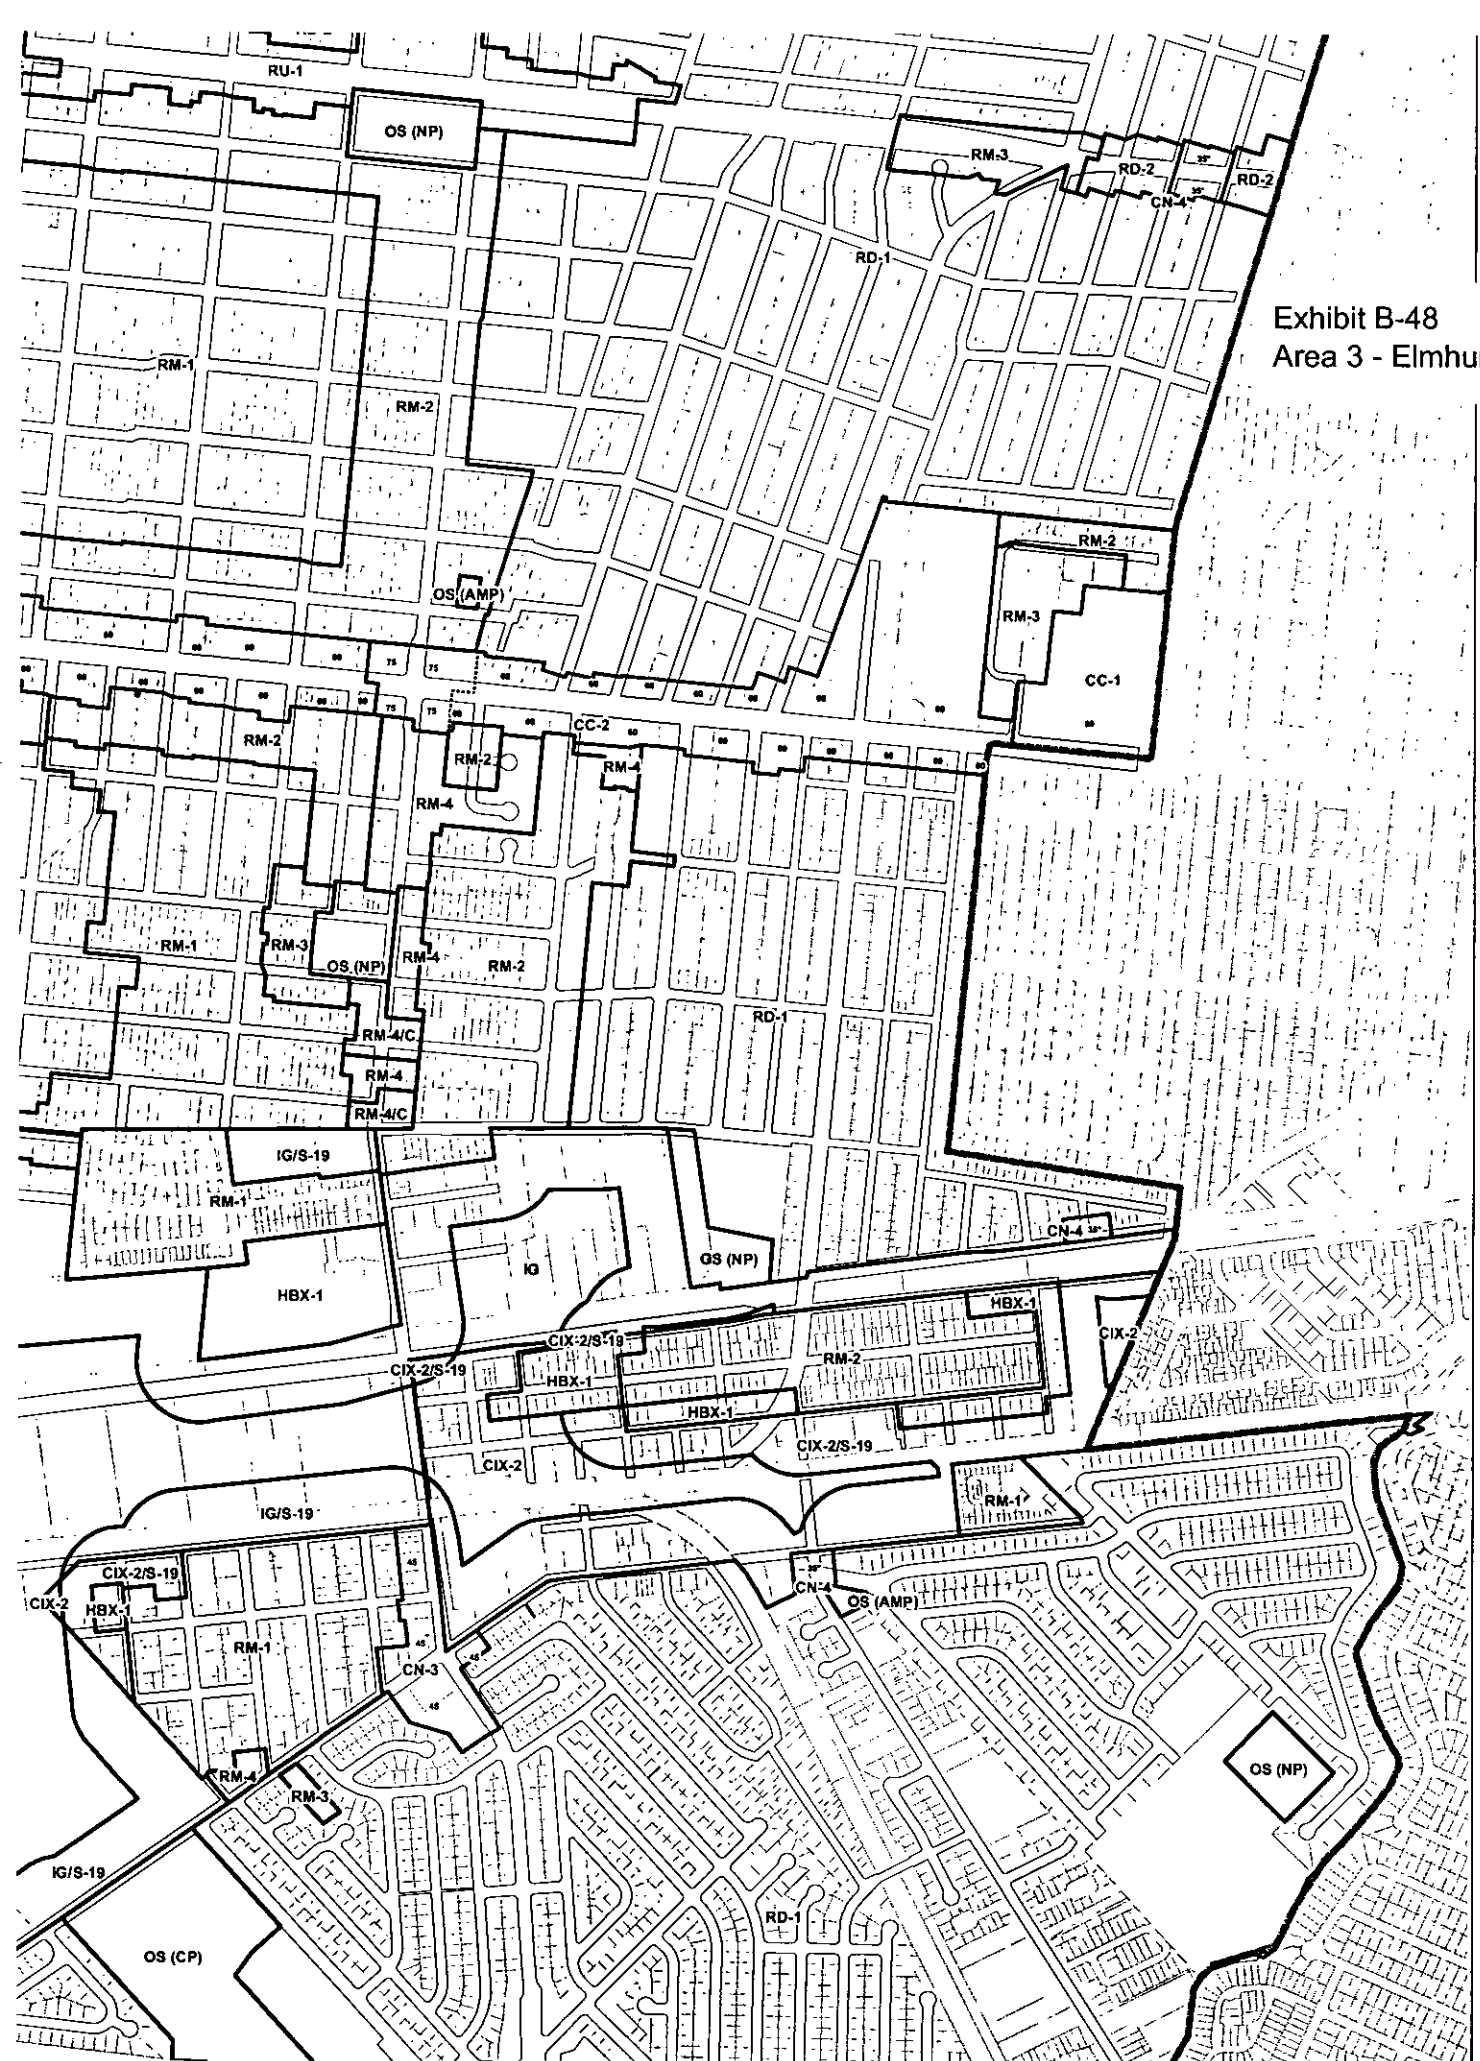 RU-1
OS (NP)
RM-3
RD-2
35*
RD-2
35*
CN-4
RD-1
Exhibit B-48
Area 3 - Elmhu
RM-1
RM-2
RM-2
OS (AMP)
RM-3
75
75
CC-1
75
75
CC-2
RM-2
RM-2
RM-4
RM-4
RM-1
RM-3
OS (NP)
RM-4
RM-2
RD-1
RM-4/C
RM-4
RM-4/C
IG/S-19
RM-1
CN-4 35*
OS (NP)
IG
HBX-1
HBX-1
CIX-2/S-19
CIX-2
CIX-2/S-19
RM-2
HBX-1
HBX-1
CIX-2/S-19
CIX-2
RM-1
IG/S-19
45
CIX-2/S-19
CN-4
CIX-2
HBX-1
OS (AMP)
RM-1
45
45
CN-3
45
OS (NP)
RM-4
RM-3
IG/S-19
RD-1
OS (CP)